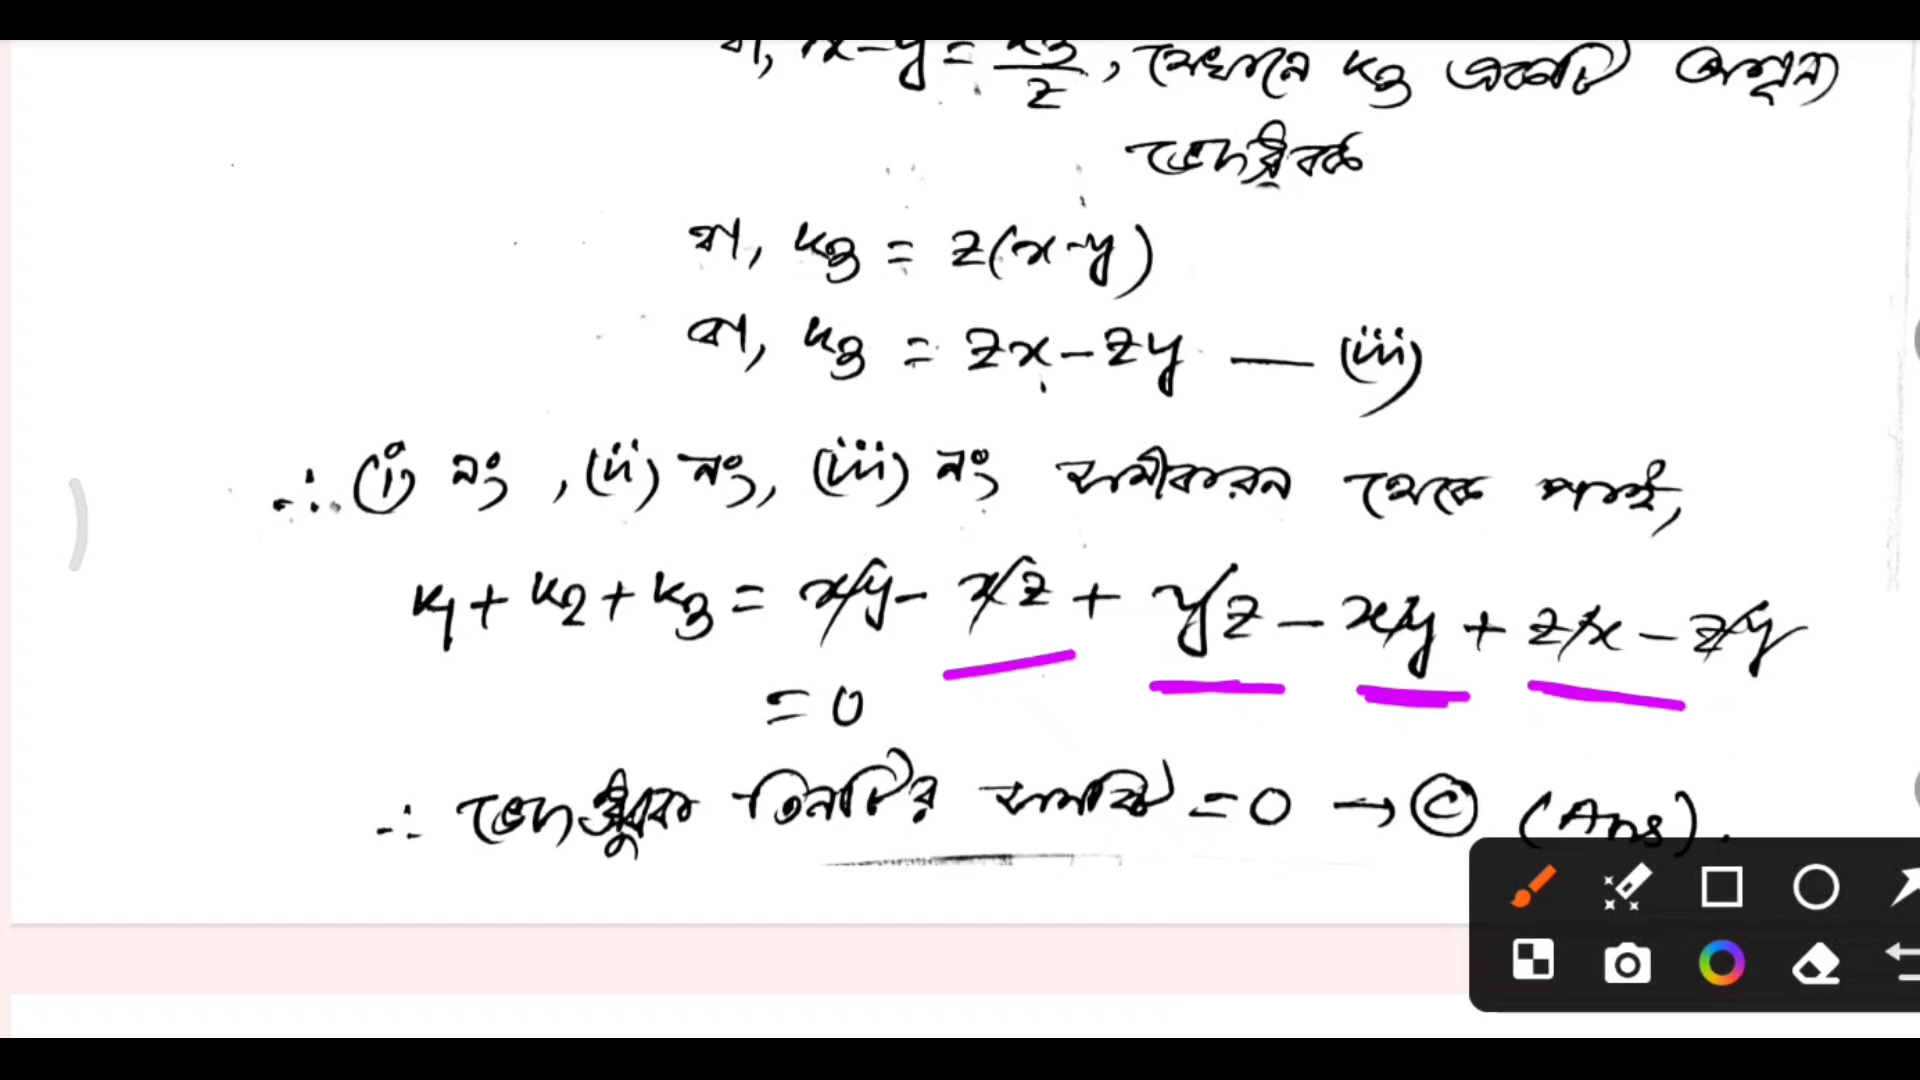 বা, x-y = k3/z, যেখানে k3 একটি অশূন্য
ভেদধ্রুবক
বা, k3 = z(x-y)
বা, k3 = zx-zy — (iii)
∴ (i) নং, (ii) নং, (iii) নং সমীকরন থেকে পাই,
k1+k2+k3 = xy - xz + yz - xy + zx - zy
= 0
∴ ভেদধ্রুবক তিনটির সমষ্টি = 0 → ⓒ (Ans).